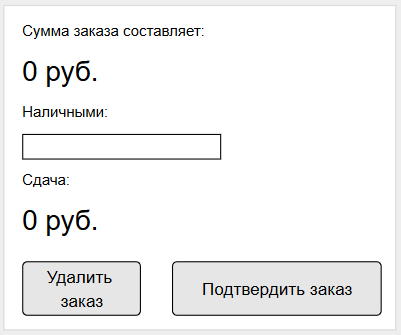 Сумма заказа составляет:
0 руб.
Наличными:
Сдача:
0 руб.
Удалить
заказ
Подтвердить заказ